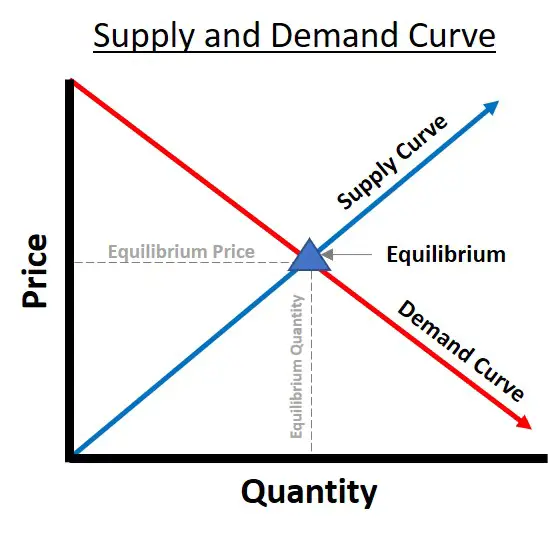 Supply and Demand Curve
Supply Curve
Equilibrium Price
Equilibrium
Price
Equilibrium Quantity
Demand Curve
Quantity